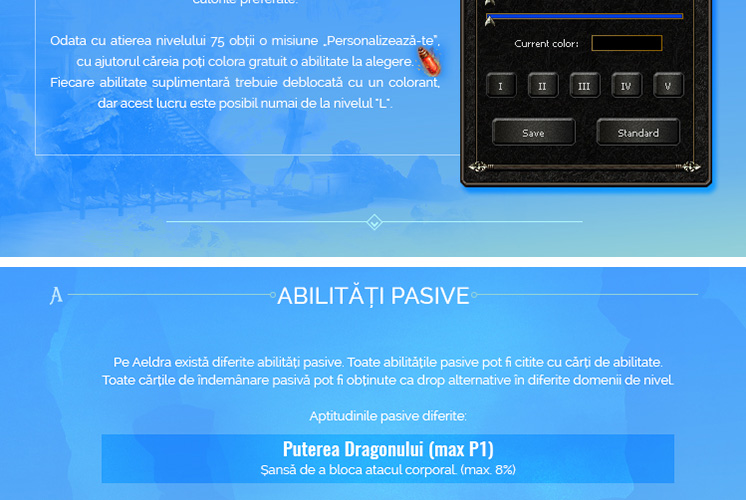 culorile preferate.
Odata cu atierea nivelului 75 obții o misiune „Personalizează-te”,
cu ajutorul căreia poți colora gratuit o abilitate la alegere.
Fiecare abilitate suplimentară trebuie deblocată cu un colorant,
dar acest lucru este posibil numai de la nivelul "L".
Current color:
I II III IV V
Save Standard
ABILITĂȚI PASIVE
Pe Aeldra există diferite abilități pasive. Toate abilitățile pasive pot fi citite cu cărți de abilitate.
Toate cărțile de îndemânare pasivă pot fi obținute ca drop alternative în diferite domenii de nivel.
Aptitudinile pasive diferite:
Puterea Dragonului (max P1)
Șansă de a bloca atacul corporal. (max. 8%)